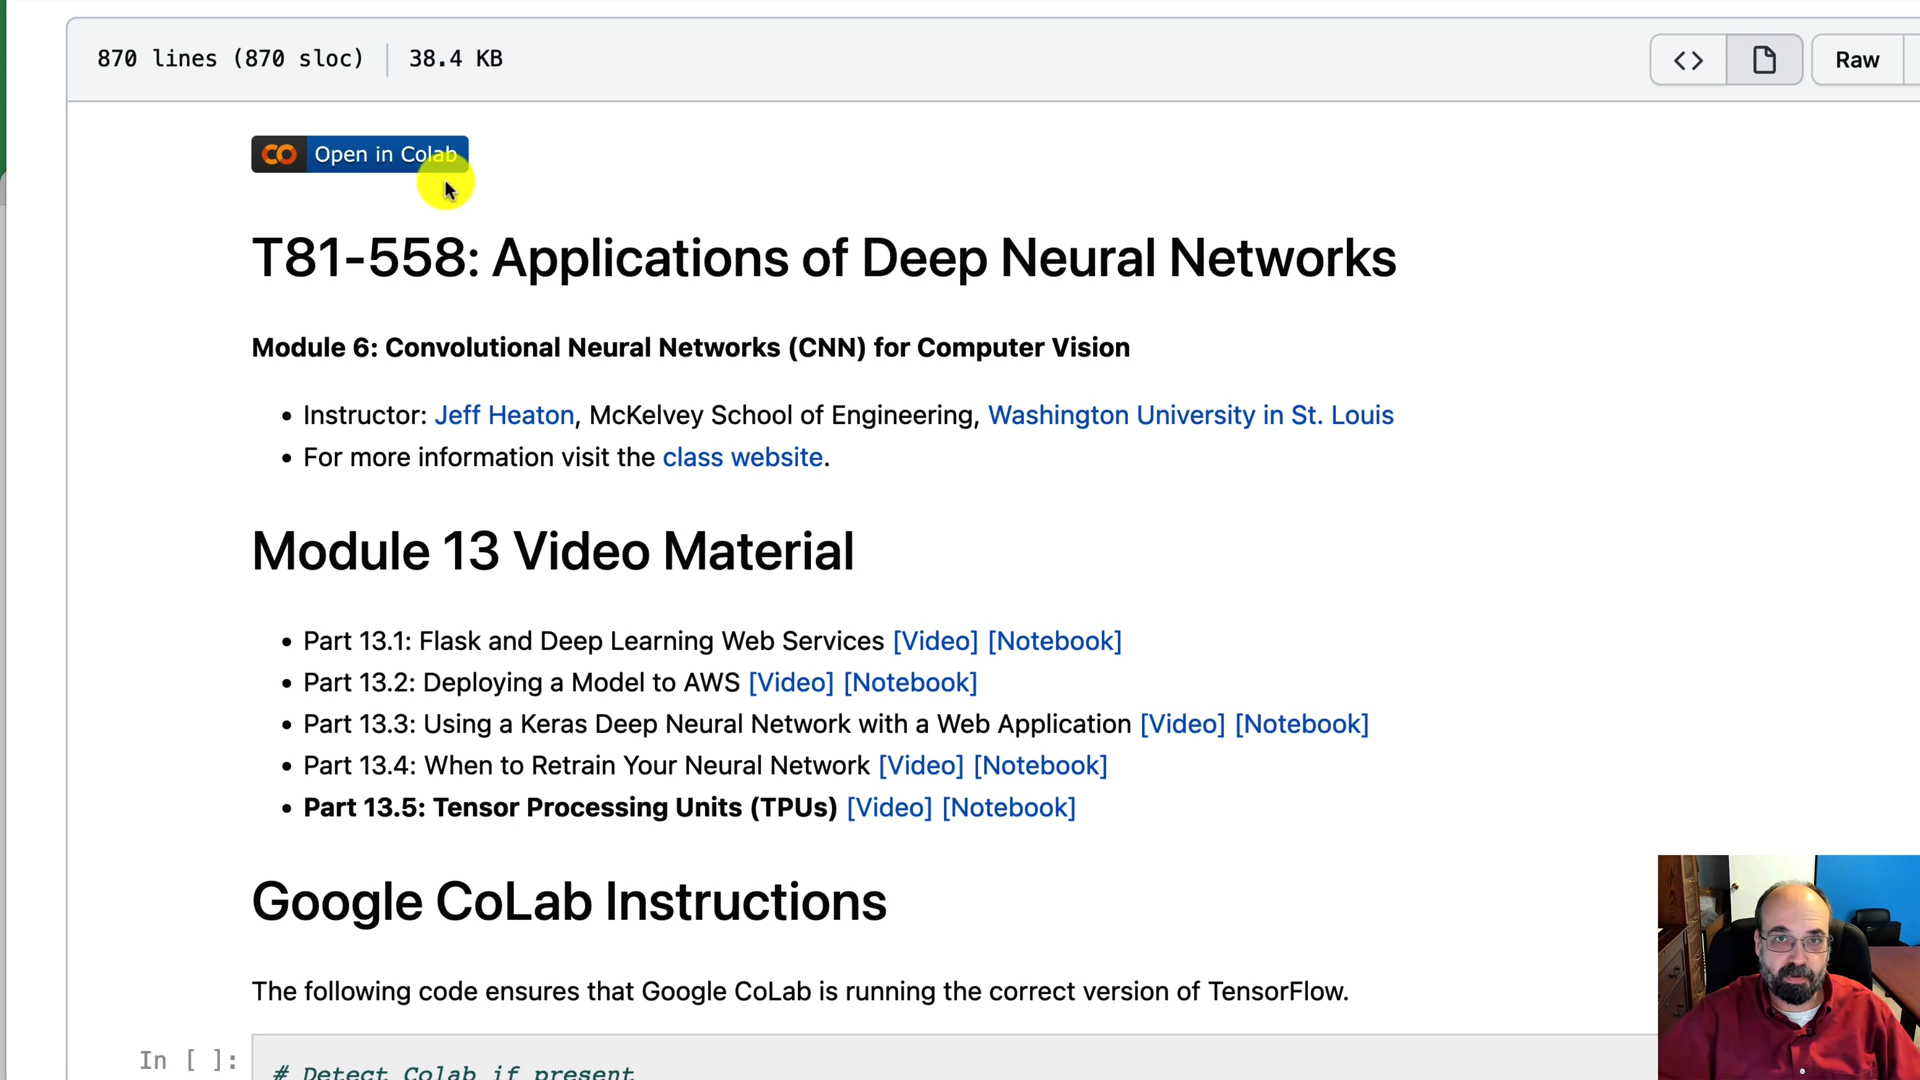 870 lines (870 sloc) 38.4 KB
Raw
Open in Colab
T81-558: Applications of Deep Neural Networks
Module 6: Convolutional Neural Networks (CNN) for Computer Vision
• Instructor: Jeff Heaton, McKelvey School of Engineering, Washington University in St. Louis
• For more information visit the class website.
Module 13 Video Material
• Part 13.1: Flask and Deep Learning Web Services [Video] [Notebook]
• Part 13.2: Deploying a Model to AWS [Video] [Notebook]
• Part 13.3: Using a Keras Deep Neural Network with a Web Application [Video] [Notebook]
• Part 13.4: When to Retrain Your Neural Network [Video] [Notebook]
• Part 13.5: Tensor Processing Units (TPUs) [Video] [Notebook]
Google CoLab Instructions
The following code ensures that Google CoLab is running the correct version of TensorFlow.
In [ ]:
# Detect Colab if present